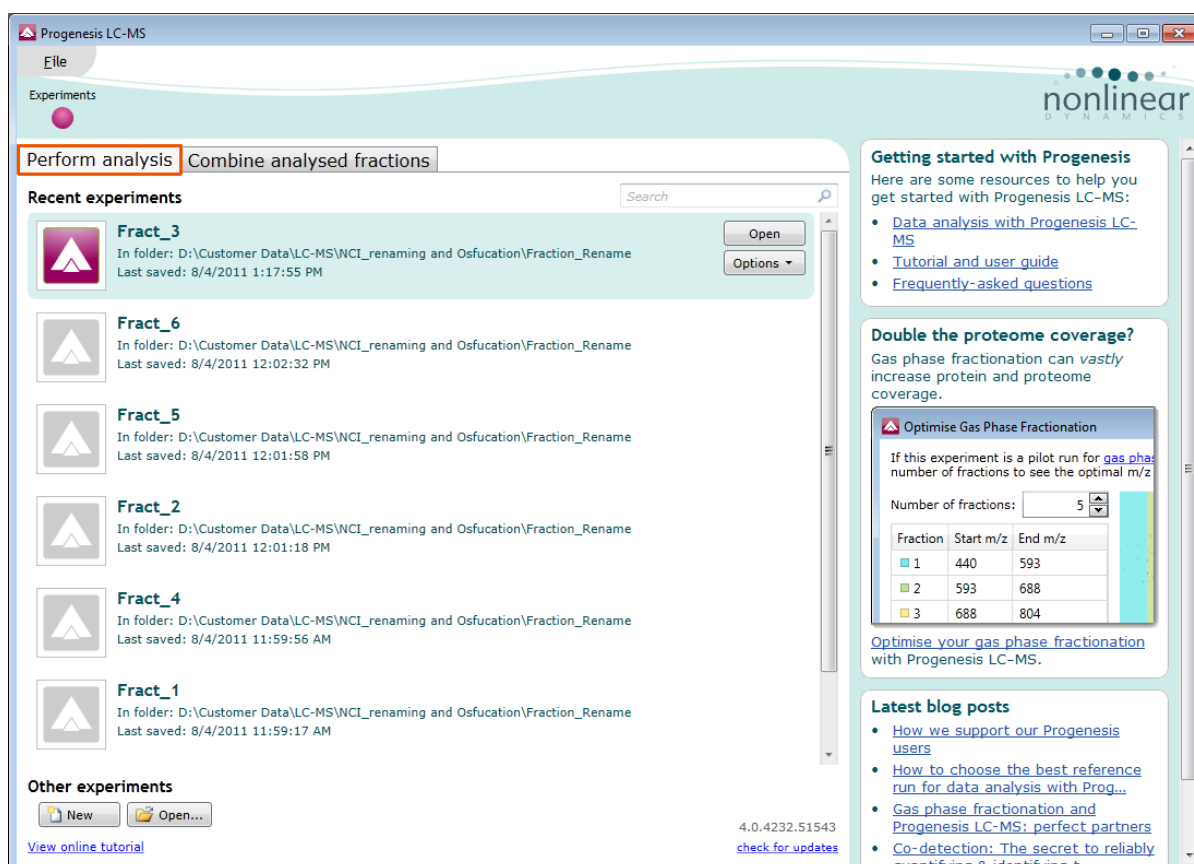 Progenesis LC-MS
File
Experiments
nonlinear
DYNAMICS
Perform analysis
Combine analysed fractions
Recent experiments
Search
Fract_3
In folder: D:\Customer Data\LC-MS\NCI_renaming and Osfucation\Fraction_Rename
Last saved: 8/4/2011 1:17:55 PM
Open
Options
Fract_6
In folder: D:\Customer Data\LC-MS\NCI_renaming and Osfucation\Fraction_Rename
Last saved: 8/4/2011 12:02:32 PM
Fract_5
In folder: D:\Customer Data\LC-MS\NCI_renaming and Osfucation\Fraction_Rename
Last saved: 8/4/2011 12:01:58 PM
Fract_2
In folder: D:\Customer Data\LC-MS\NCI_renaming and Osfucation\Fraction_Rename
Last saved: 8/4/2011 12:01:18 PM
Fract_4
In folder: D:\Customer Data\LC-MS\NCI_renaming and Osfucation\Fraction_Rename
Last saved: 8/4/2011 11:59:56 AM
Fract_1
In folder: D:\Customer Data\LC-MS\NCI_renaming and Osfucation\Fraction_Rename
Last saved: 8/4/2011 11:59:17 AM
Other experiments
New
Open...
View online tutorial
4.0.4232.51543
check for updates
Getting started with Progenesis
Here are some resources to help you
get started with Progenesis LC-MS:
• Data analysis with Progenesis LC-
MS
• Tutorial and user guide
• Frequently-asked questions
Double the proteome coverage?
Gas phase fractionation can vastly
increase protein and proteome
coverage.
Optimise Gas Phase Fractionation
If this experiment is a pilot run for gas phas
number of fractions to see the optimal m/z
Number of fractions: 5
Fraction Start m/z End m/z
1 440 593
2 593 688
3 688 804
Optimise your gas phase fractionation
with Progenesis LC-MS.
Latest blog posts
• How we support our Progenesis
users
• How to choose the best reference
run for data analysis with Prog...
• Gas phase fractionation and
Progenesis LC-MS: perfect partners
• Co-detection: The secret to reliably